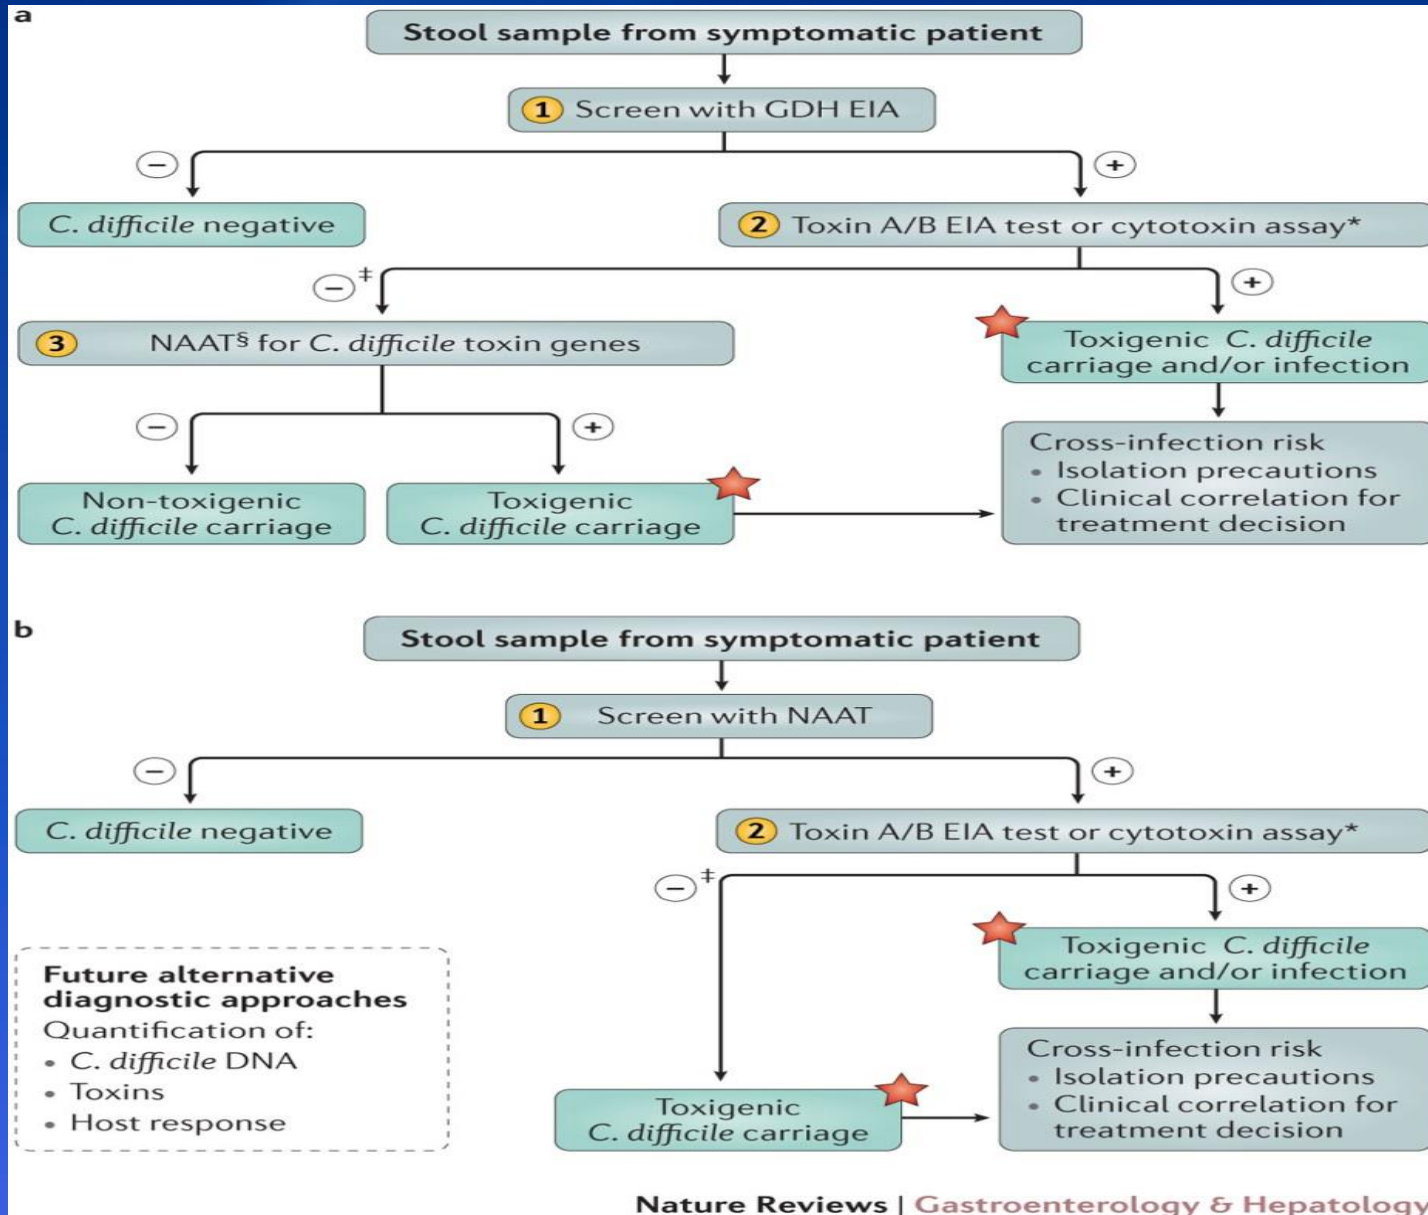 a
Stool sample from symptomatic patient
1 Screen with GDH EIA
− +
C. difficile negative
2 Toxin A/B EIA test or cytotoxin assay*
−‡ +
3 NAAT§ for C. difficile toxin genes
Toxigenic C. difficile
carriage and/or infection
− +
Non-toxigenic
C. difficile carriage
Toxigenic
C. difficile carriage
Cross-infection risk
• Isolation precautions
• Clinical correlation for
treatment decision
b
Stool sample from symptomatic patient
1 Screen with NAAT
− +
C. difficile negative
2 Toxin A/B EIA test or cytotoxin assay*
−‡ +
Toxigenic C. difficile
carriage and/or infection
Future alternative
diagnostic approaches
Quantification of:
• C. difficile DNA
• Toxins
• Host response
Toxigenic
C. difficile carriage
Cross-infection risk
• Isolation precautions
• Clinical correlation for
treatment decision
Nature Reviews | Gastroenterology & Hepatology